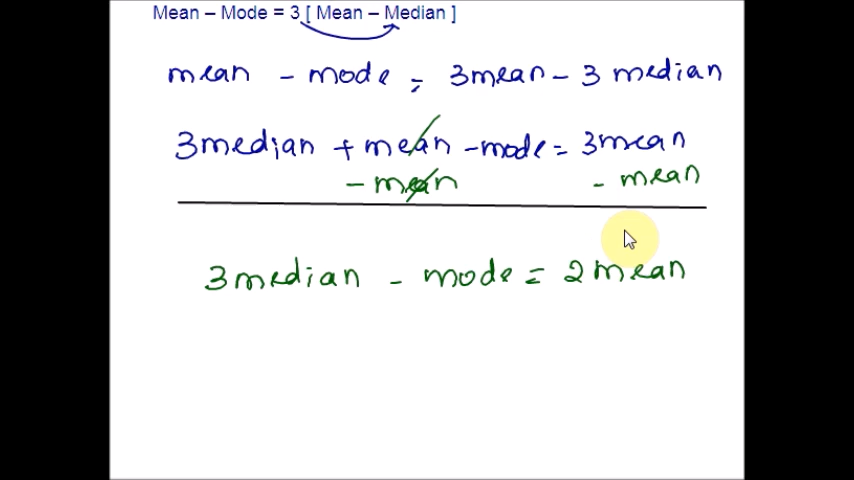 Mean – Mode = 3 [ Mean – Median ]
mean - mode = 3mean - 3 median
3median + mean - mode = 3mean
- mean - mean
3median - mode = 2mean